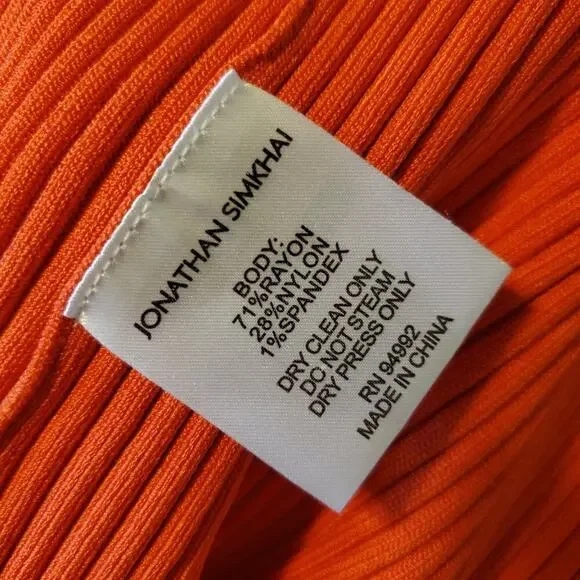 JONATHAN SIMKHAI
BODY:
71%RAYON
28%NYLON
1%SPANDEX
DRY CLEAN ONLY
DO NOT STEAM
DRY PRESS ONLY
RN 94992
MADE IN CHINA